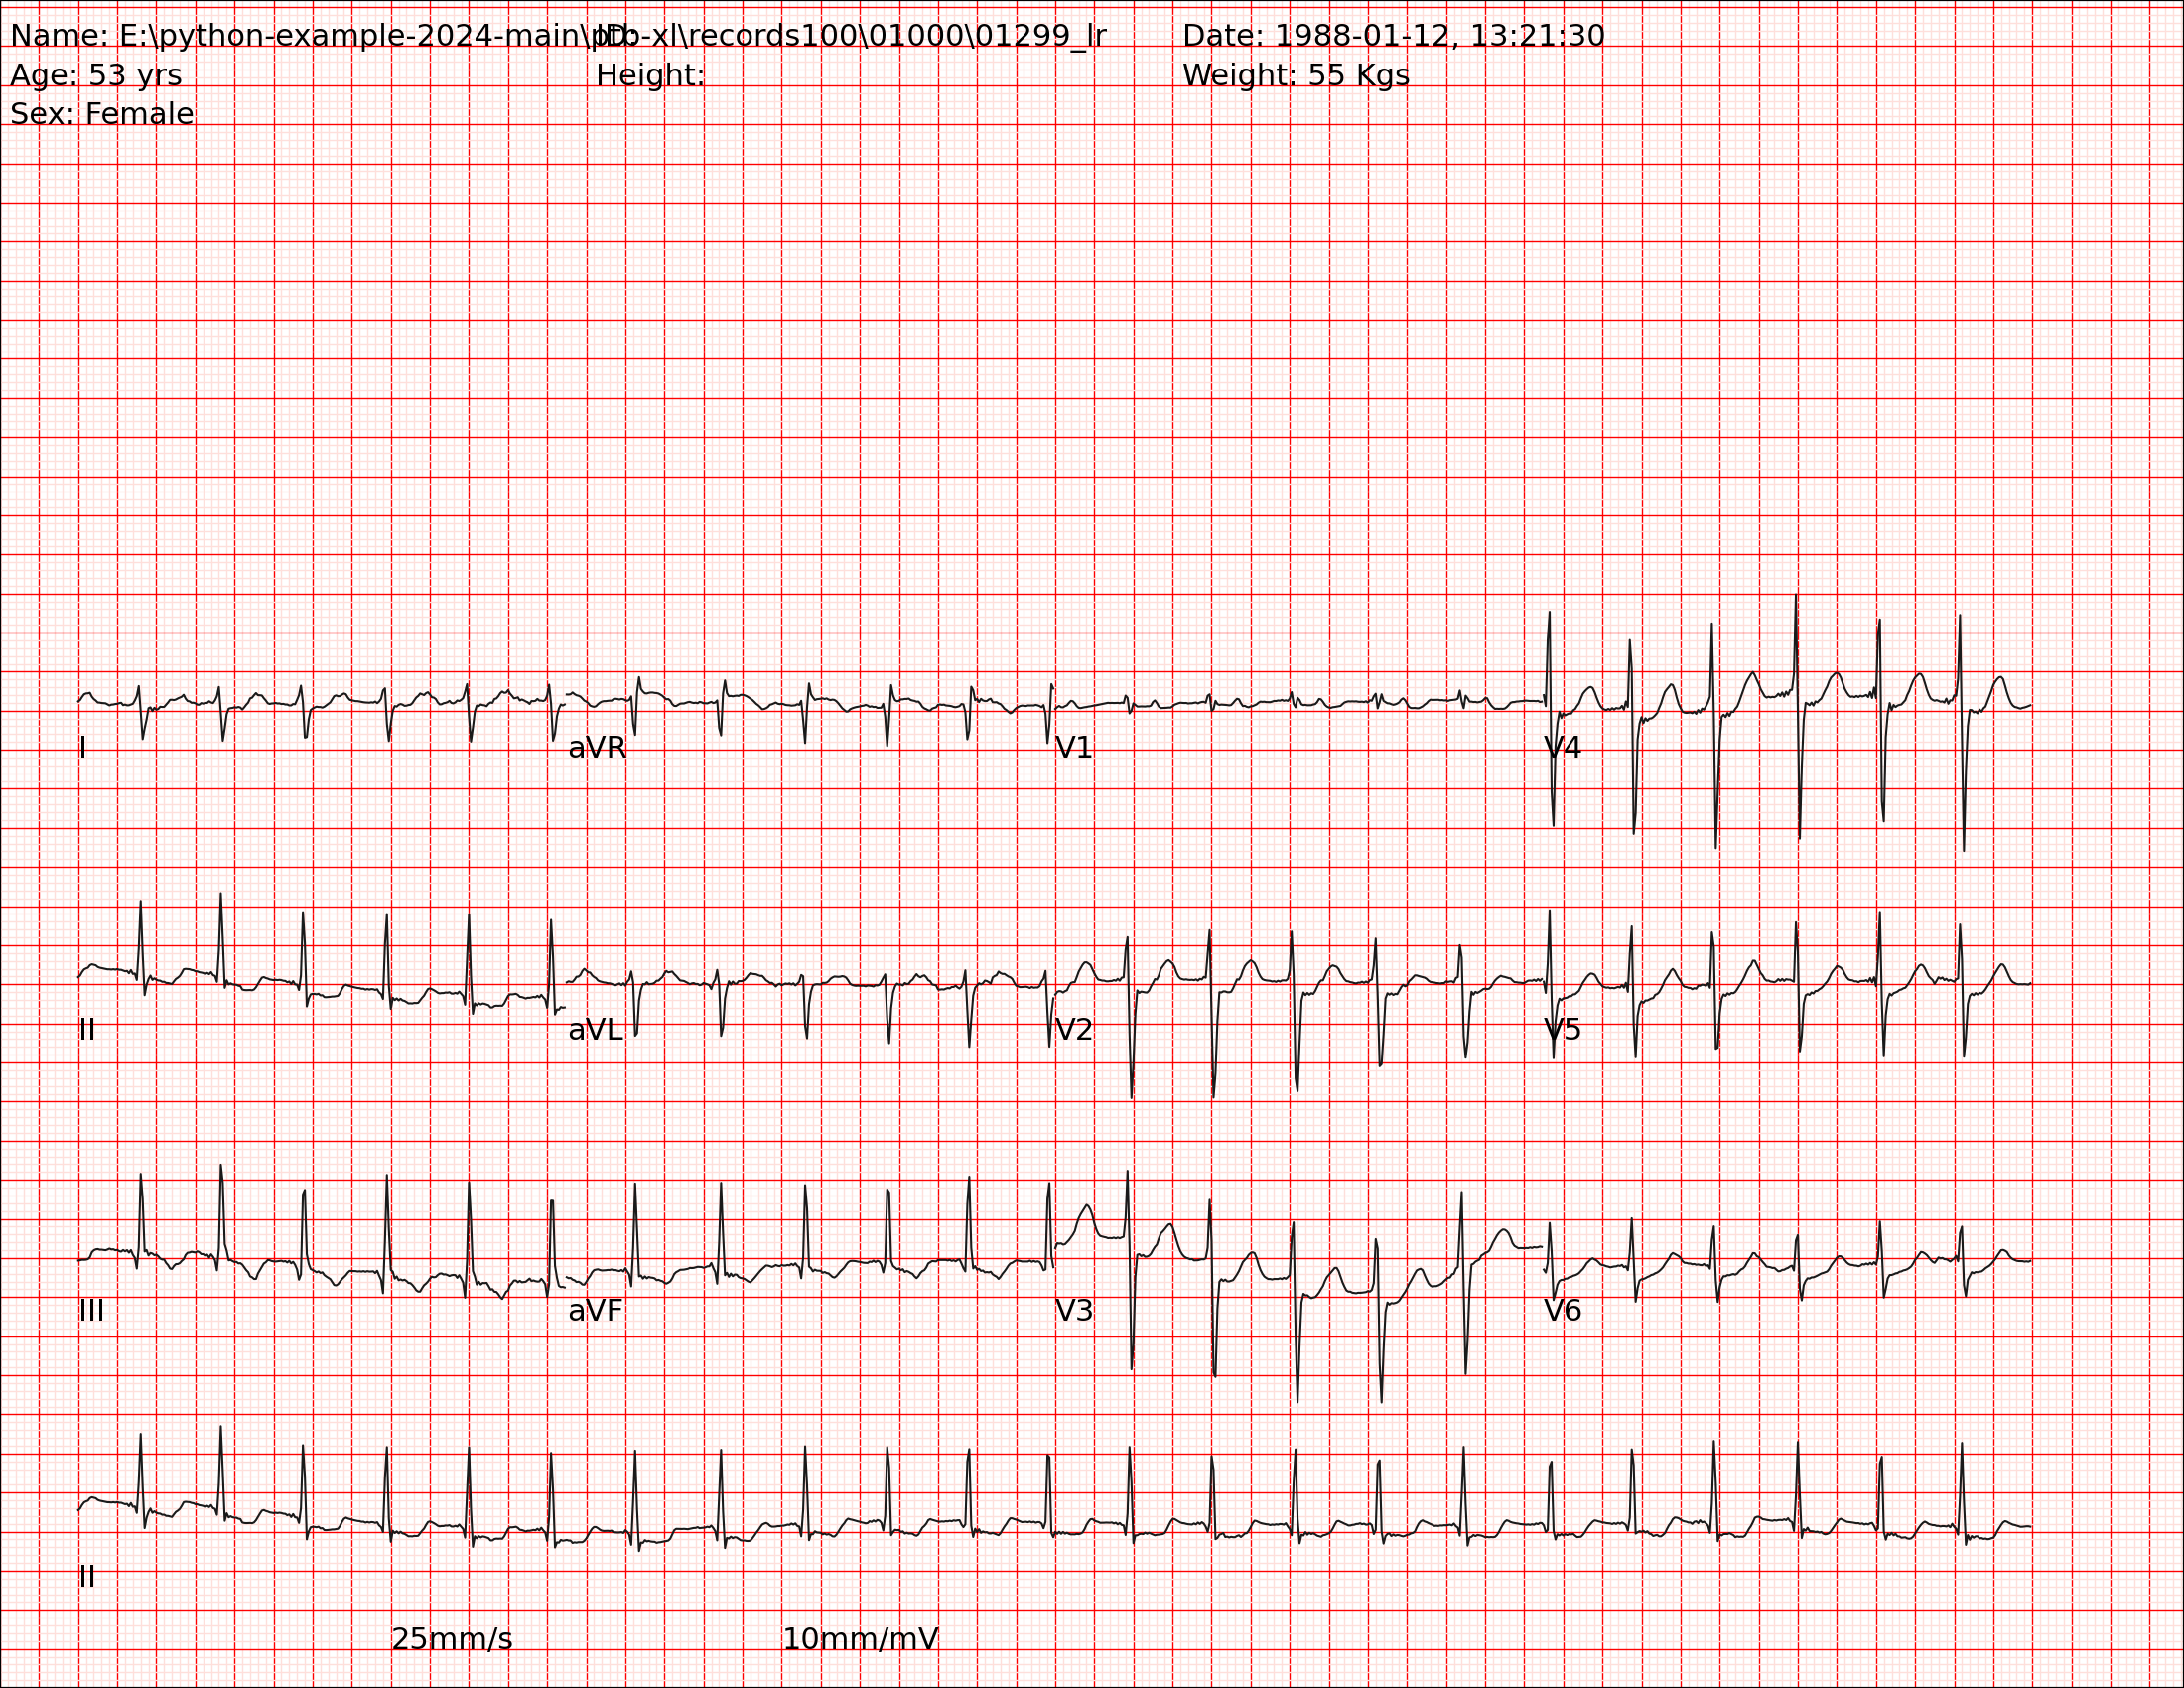 Name: E:\python-example-2024-main\ptb-xl\records100\01000\01299_lr ID: Date: 1988-01-12, 13:21:30
Age: 53 yrs Height: Weight: 55 Kgs
Sex: Female
I aVR V1 V4
II aVL V2 V5
III aVF V3 V6
II
25mm/s 10mm/mV